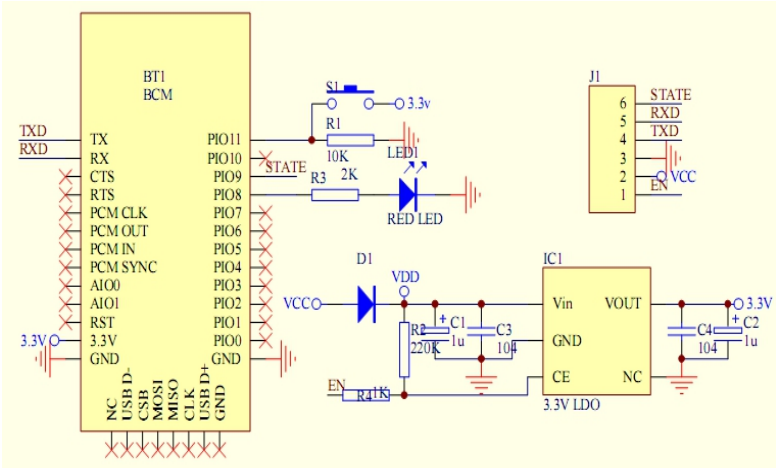 BT1
BCM
TXD
RXD
TX
RX
CTS
RTS
PCM CLK
PCM OUT
PCM IN
PCM SYNC
AIO0
AIO1
RST
3.3V
3.3V
GND
PIO11
PIO10
PIO9
PIO8
PIO7
PIO6
PIO5
PIO4
PIO3
PIO2
PIO1
PIO0
GND
NC
USB D-
CSB
MOSI
MISO
CLK
USB D+
GND
S1
3.3v
R1
10K
STATE
R3
2K
LED1
RED LED
J1
6 STATE
5 RXD
4 TXD
3
2 VCC
1 EN
D1
VDD
VCC
R2
220K
C1
1u
C3
104
EN
R4
1K
IC1
Vin
VOUT
GND
CE
NC
3.3V LDO
3.3V
C4
104
C2
1u